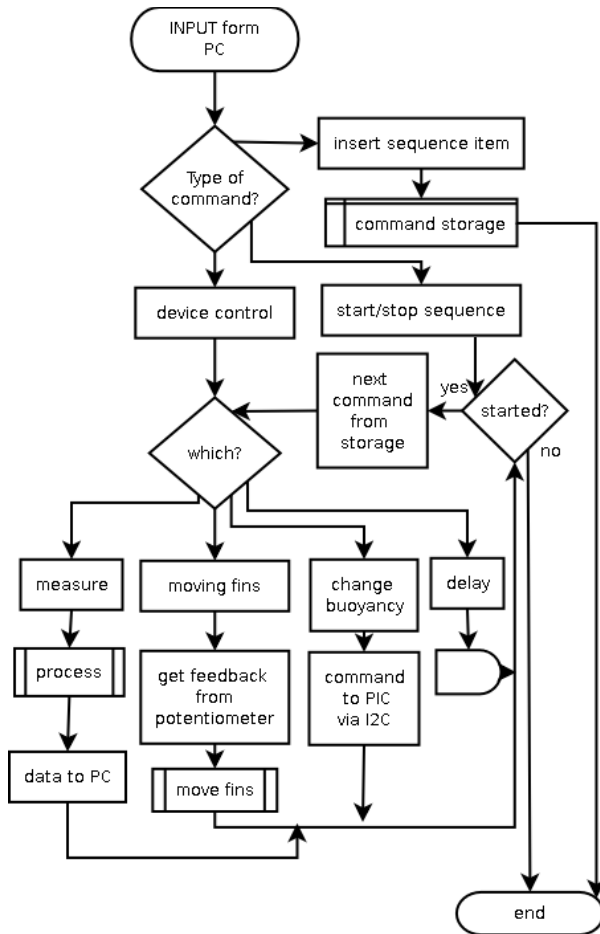 INPUT form
PC
Type of
command?
insert sequence item
command storage
device control
start/stop sequence
next
command
from
storage
yes
started?
no
which?
measure
moving fins
change
buoyancy
delay
process
get feedback
from
potentiometer
command
to PIC
via I2C
data to PC
move fins
end